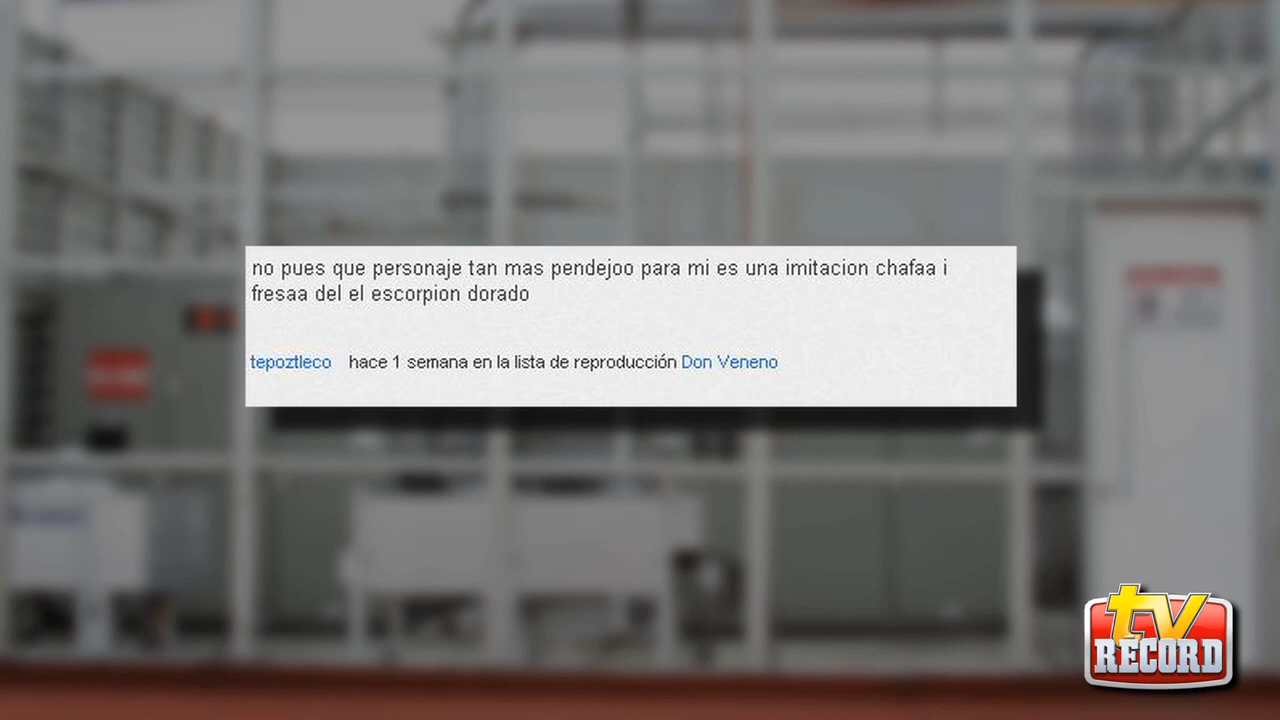 no pues que personaje tan mas pendejoo para mi es una imitacion chafaa i
fresaa del el escorpion dorado
tepoztleco hace 1 semana en la lista de reproducción Don Veneno
tv
RÉCORD